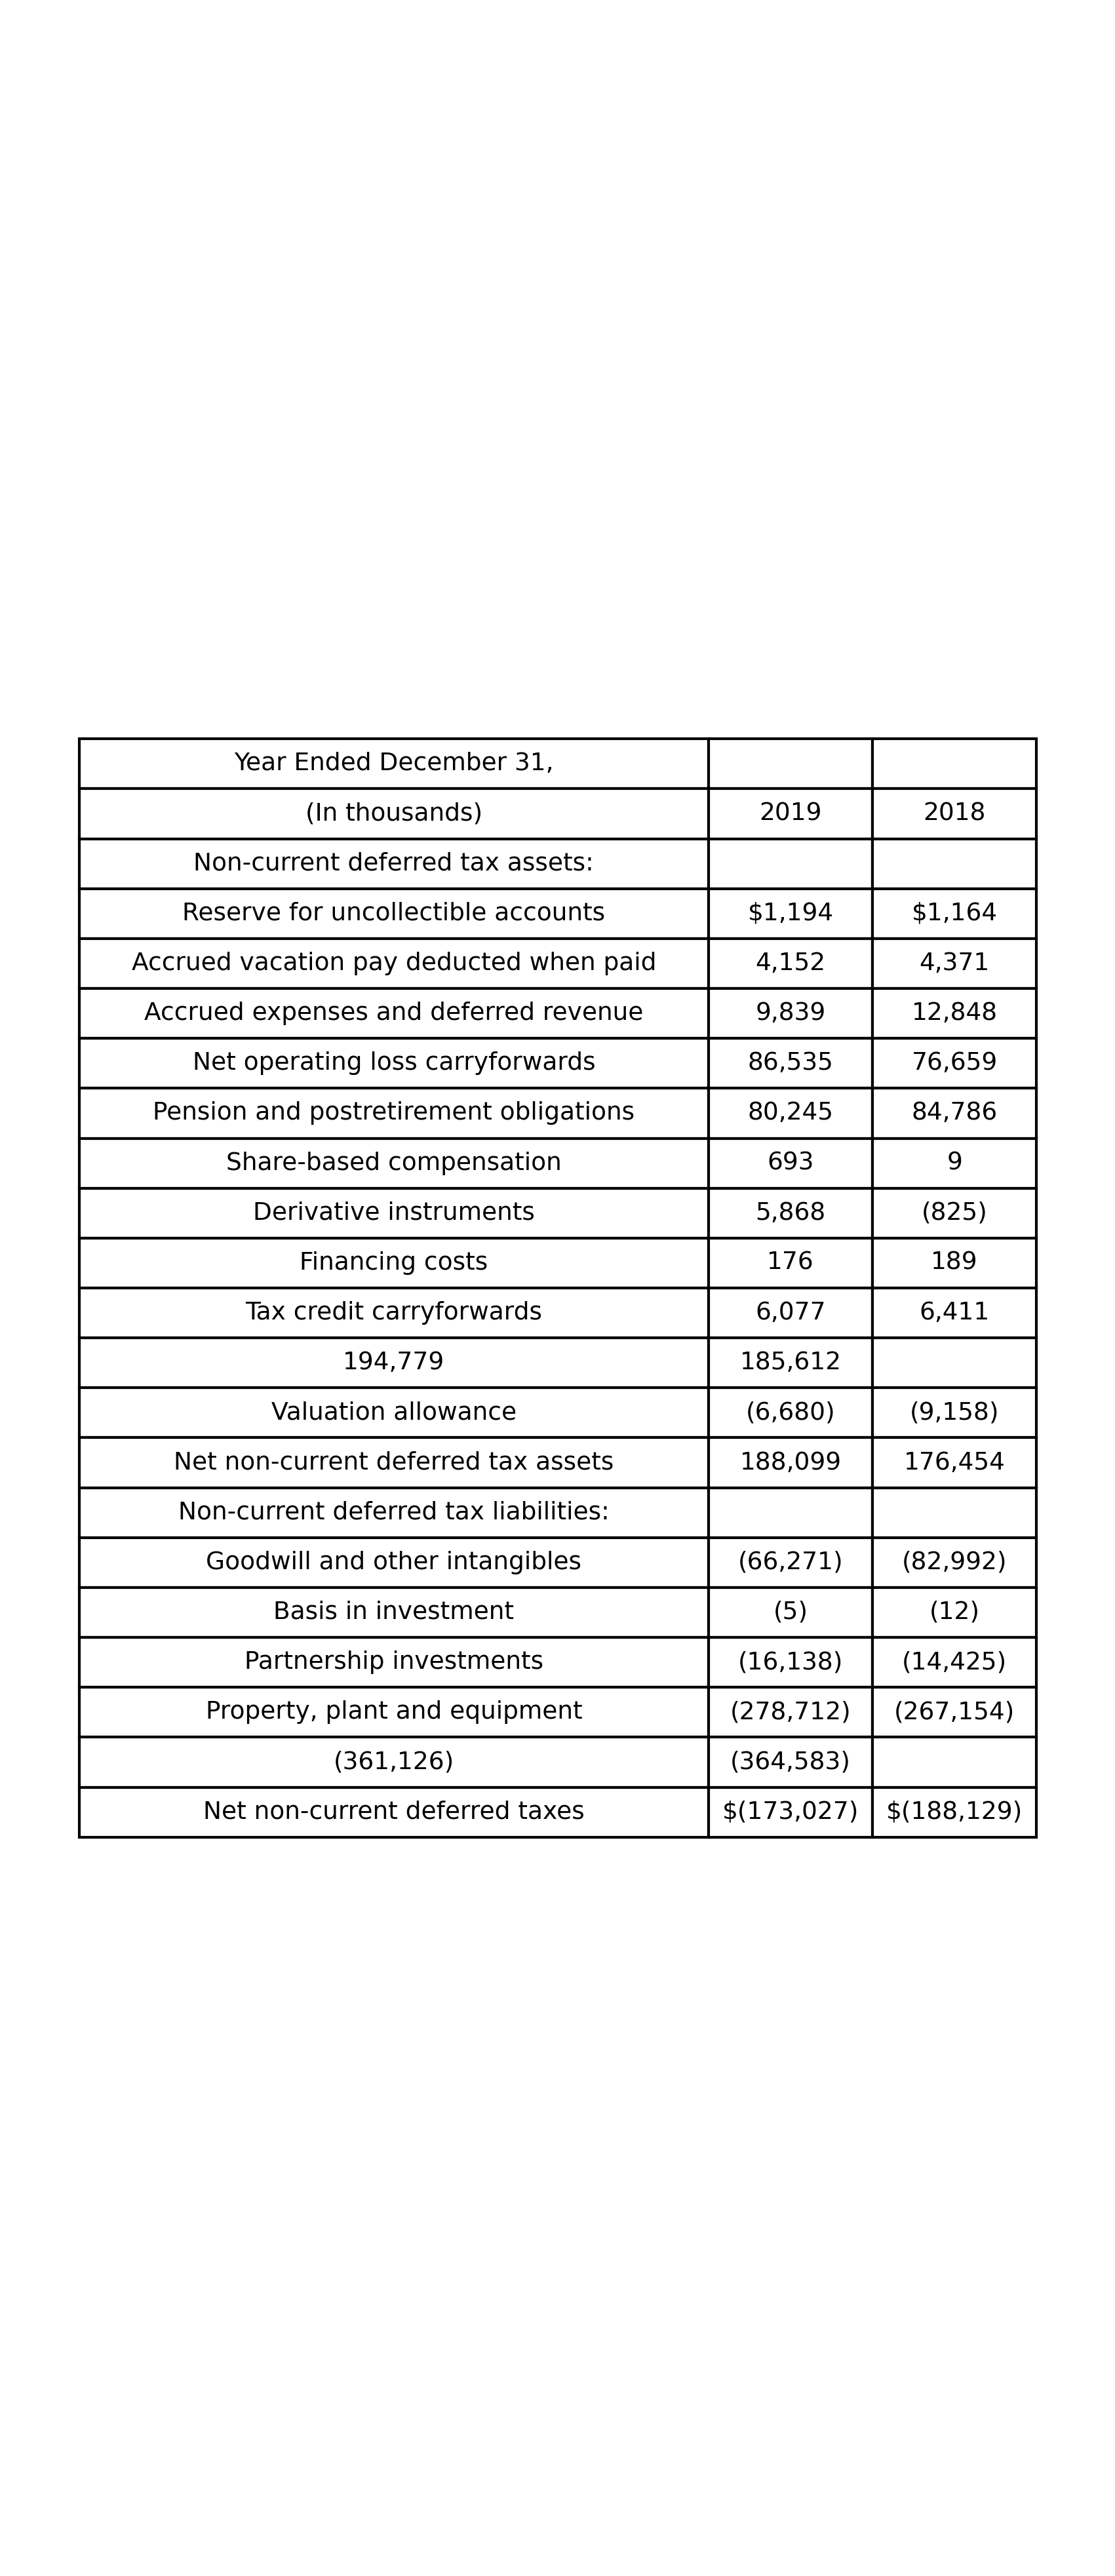 Year Ended December 31,
(In thousands) 2019 2018
Non-current deferred tax assets:
Reserve for uncollectible accounts $1,194 $1,164
Accrued vacation pay deducted when paid 4,152 4,371
Accrued expenses and deferred revenue 9,839 12,848
Net operating loss carryforwards 86,535 76,659
Pension and postretirement obligations 80,245 84,786
Share-based compensation 693 9
Derivative instruments 5,868 (825)
Financing costs 176 189
Tax credit carryforwards 6,077 6,411
194,779 185,612
Valuation allowance (6,680) (9,158)
Net non-current deferred tax assets 188,099 176,454
Non-current deferred tax liabilities:
Goodwill and other intangibles (66,271) (82,992)
Basis in investment (5) (12)
Partnership investments (16,138) (14,425)
Property, plant and equipment (278,712) (267,154)
(361,126) (364,583)
Net non-current deferred taxes $(173,027) $(188,129)